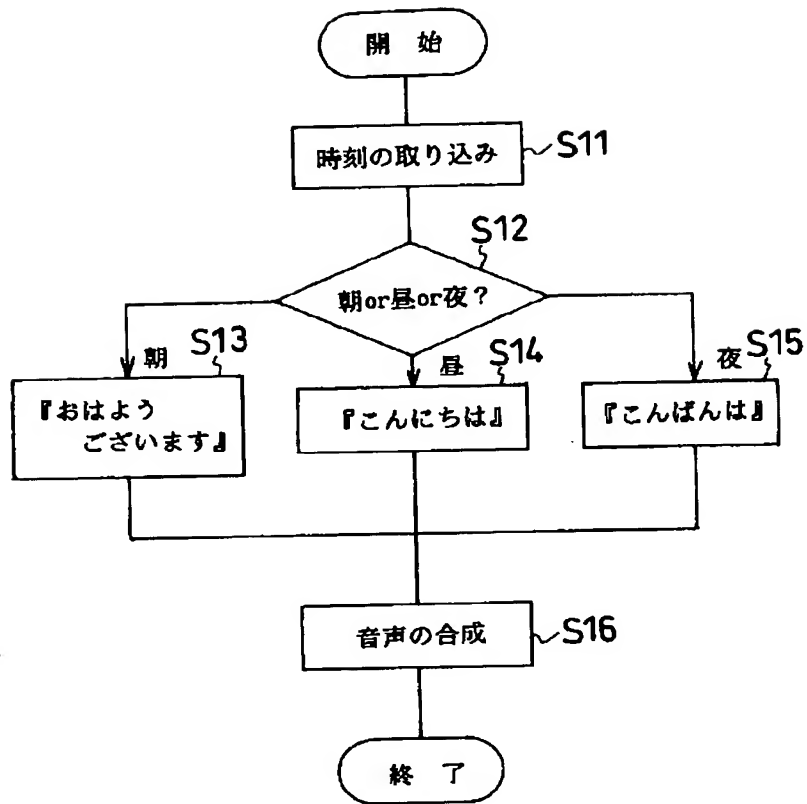 開始
時刻の取り込み
S11
S12
朝or昼or夜?
朝
S13
昼
S14
夜
S15
『おはよう
ございます』
『こんにちは』
『こんばんは』
音声の合成
S16
終了